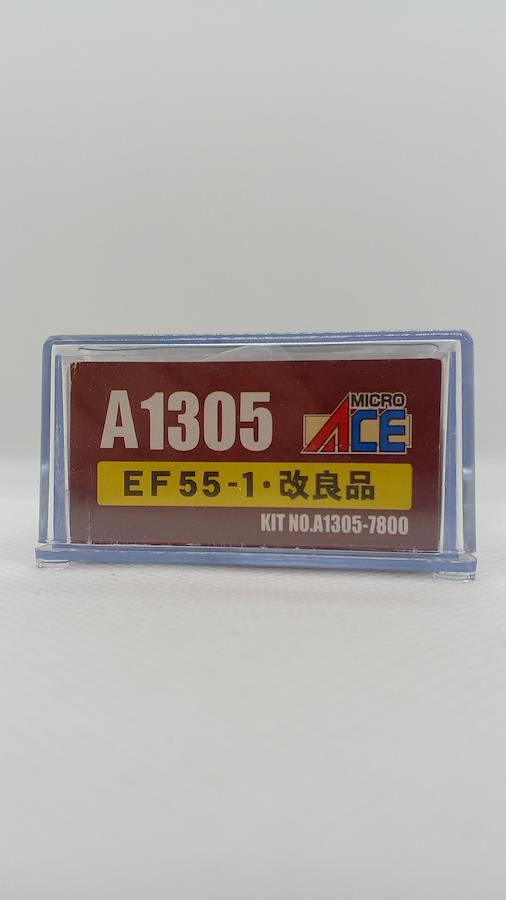 A1305
MICRO
ACE
EF55-1・改良品
KIT NO.A1305-7800